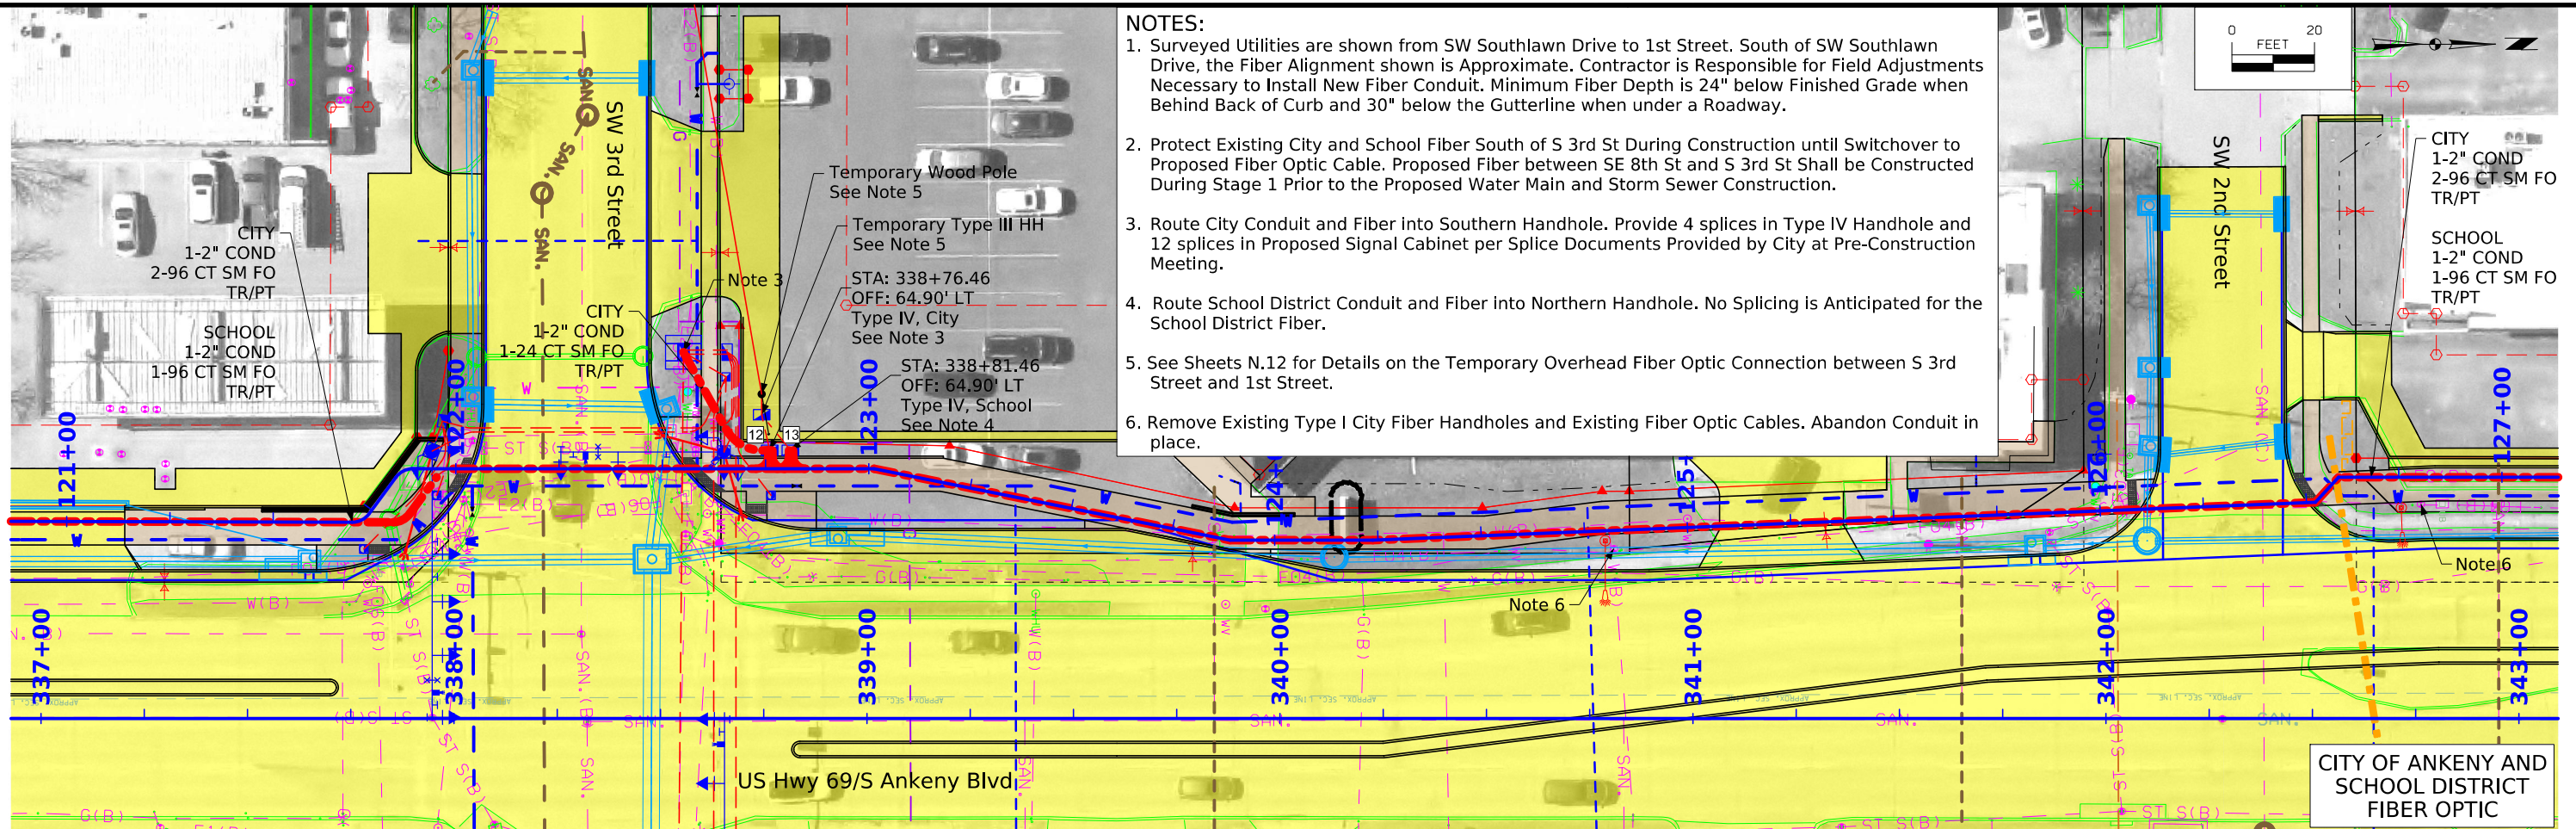 NOTES:
1. Surveyed Utilities are shown from SW Southlawn Drive to 1st Street. South of SW Southlawn
Drive, the Fiber Alignment shown is Approximate. Contractor is Responsible for Field Adjustments
Necessary to Install New Fiber Conduit. Minimum Fiber Depth is 24" below Finished Grade when
Behind Back of Curb and 30" below the Gutterline when under a Roadway.
2. Protect Existing City and School Fiber South of S 3rd St During Construction until Switchover to
Proposed Fiber Optic Cable. Proposed Fiber between SE 8th St and S 3rd St Shall be Constructed
During Stage 1 Prior to the Proposed Water Main and Storm Sewer Construction.
3. Route City Conduit and Fiber into Southern Handhole. Provide 4 splices in Type IV Handhole and
12 splices in Proposed Signal Cabinet per Splice Documents Provided by City at Pre-Construction
Meeting.
4. Route School District Conduit and Fiber into Northern Handhole. No Splicing is Anticipated for the
School District Fiber.
5. See Sheets N.12 for Details on the Temporary Overhead Fiber Optic Connection between S 3rd
Street and 1st Street.
6. Remove Existing Type I City Fiber Handholes and Existing Fiber Optic Cables. Abandon Conduit in
place.
0 20
FEET
SW 3rd Street
SAN.
SAN.
SAN.
SW 2nd Street
CITY
1-2" COND
2-96 CT SM FO
TR/PT
SCHOOL
1-2" COND
1-96 CT SM FO
TR/PT
CITY
1-2" COND
1-24 CT SM FO
TR/PT
Note 3
Temporary Wood Pole
See Note 5
Temporary Type III HH
See Note 5
STA: 338+76.46
OFF: 64.90' LT
Type IV, City
See Note 3
STA: 338+81.46
OFF: 64.90' LT
Type IV, School
See Note 4
12
13
CITY
1-2" COND
2-96 CT SM FO
TR/PT
SCHOOL
1-2" COND
1-96 CT SM FO
TR/PT
121+00
122+00
123+00
126+00
127+00
Note 6
Note 6
337+00
338+00
339+00
340+00
341+00
342+00
343+00
W(B)
G(B)
G(B)
G(B)
SAN.
SAN.
SAN.
SAN.
US Hwy 69/S Ankeny Blvd
G(B)
ST S(B)
ST S(B)
CITY OF ANKENY AND
SCHOOL DISTRICT
FIBER OPTIC